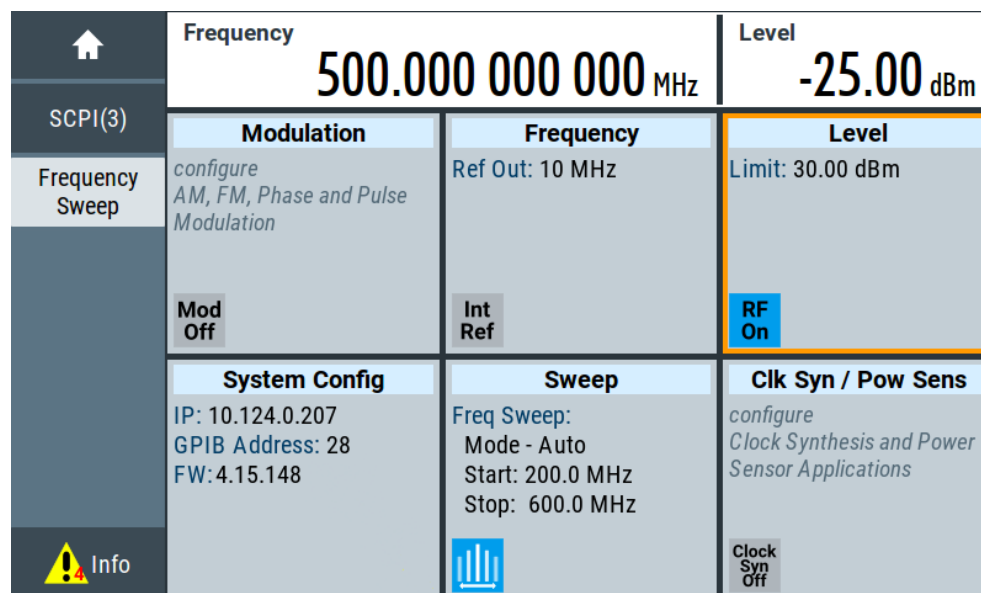 Frequency
500.000 000 000 MHz
Level
-25.00 dBm
SCPI(3)
Frequency
Sweep
Modulation
configure
AM, FM, Phase and Pulse
Modulation
Mod
Off
Frequency
Ref Out: 10 MHz
Int
Ref
Level
Limit: 30.00 dBm
RF
On
System Config
IP: 10.124.0.207
GPIB Address: 28
FW:4.15.148
Sweep
Freq Sweep:
Mode - Auto
Start: 200.0 MHz
Stop: 600.0 MHz
Clk Syn / Pow Sens
configure
Clock Synthesis and Power
Sensor Applications
Clock
Syn
Off
4 Info